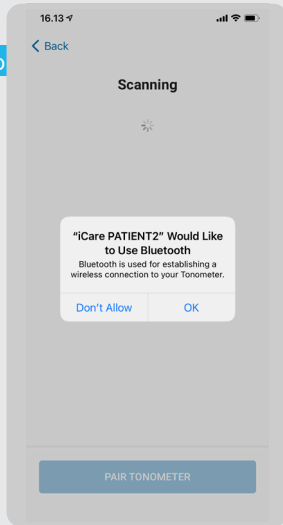 16.13
Back
Scanning
“iCare PATIENT2” Would Like
to Use Bluetooth
Bluetooth is used for establishing a
wireless connection to your Tonometer.
Don't Allow
OK
PAIR TONOMETER